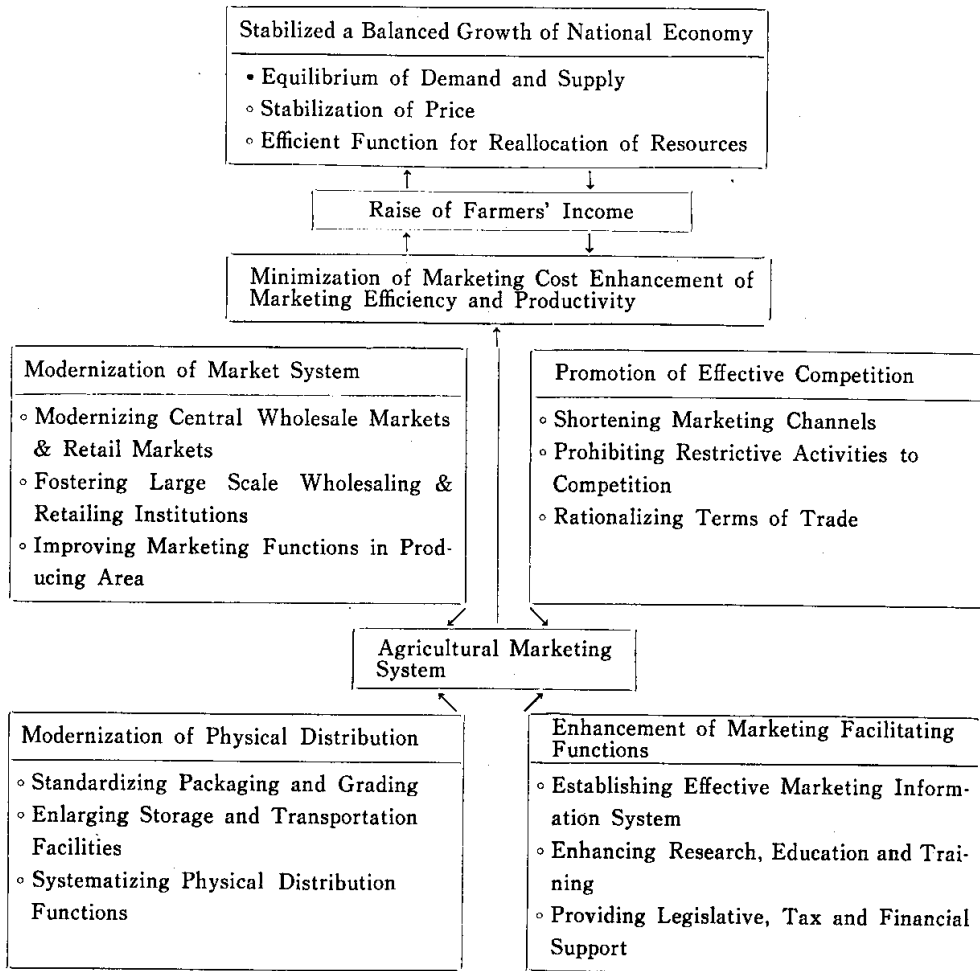 Stabilized a Balanced Growth of National Economy
• Equilibrium of Demand and Supply
◦ Stabilization of Price
◦ Efficient Function for Reallocation of Resources
Raise of Farmers' Income
Minimization of Marketing Cost Enhancement of
Marketing Efficiency and Productivity
Modernization of Market System
◦ Modernizing Central Wholesale Markets
& Retail Markets
◦ Fostering Large Scale Wholesaling &
Retailing Institutions
◦ Improving Marketing Functions in Prod-
ucing Area
Promotion of Effective Competition
◦ Shortening Marketing Channels
◦ Prohibiting Restrictive Activities to
Competition
◦ Rationalizing Terms of Trade
Agricultural Marketing
System
Modernization of Physical Distribution
◦ Standardizing Packaging and Grading
◦ Enlarging Storage and Transportation
Facilities
◦ Systematizing Physical Distribution
Functions
Enhancement of Marketing Facilitating
Functions
◦ Establishing Effective Marketing Inform-
ation System
◦ Enhancing Research, Education and Trai-
ning
◦ Providing Legislative, Tax and Financial
Support